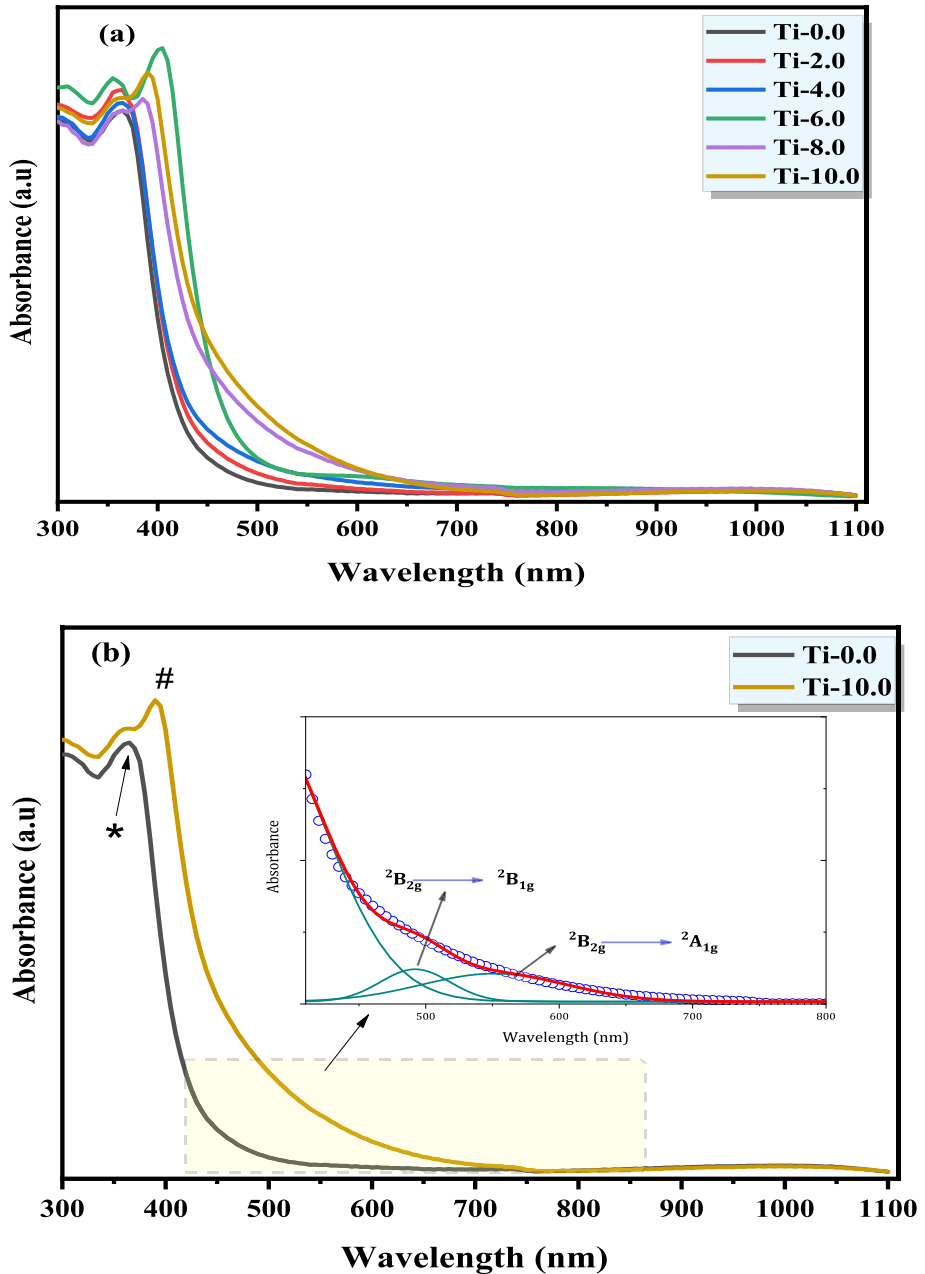 (a)
Ti-0.0
Ti-2.0
Ti-4.0
Ti-6.0
Ti-8.0
Ti-10.0
Absorbance (a.u)
300 400 500 600 700 800 900 1000 1100
Wavelength (nm)
(b)
#
*
Ti-0.0
Ti-10.0
Absorbance (a.u)
Absorbance
²B₂g ²B₁g
²B₂g ²A₁g
500 600 700 800
Wavelength (nm)
300 400 500 600 700 800 900 1000 1100
Wavelength (nm)